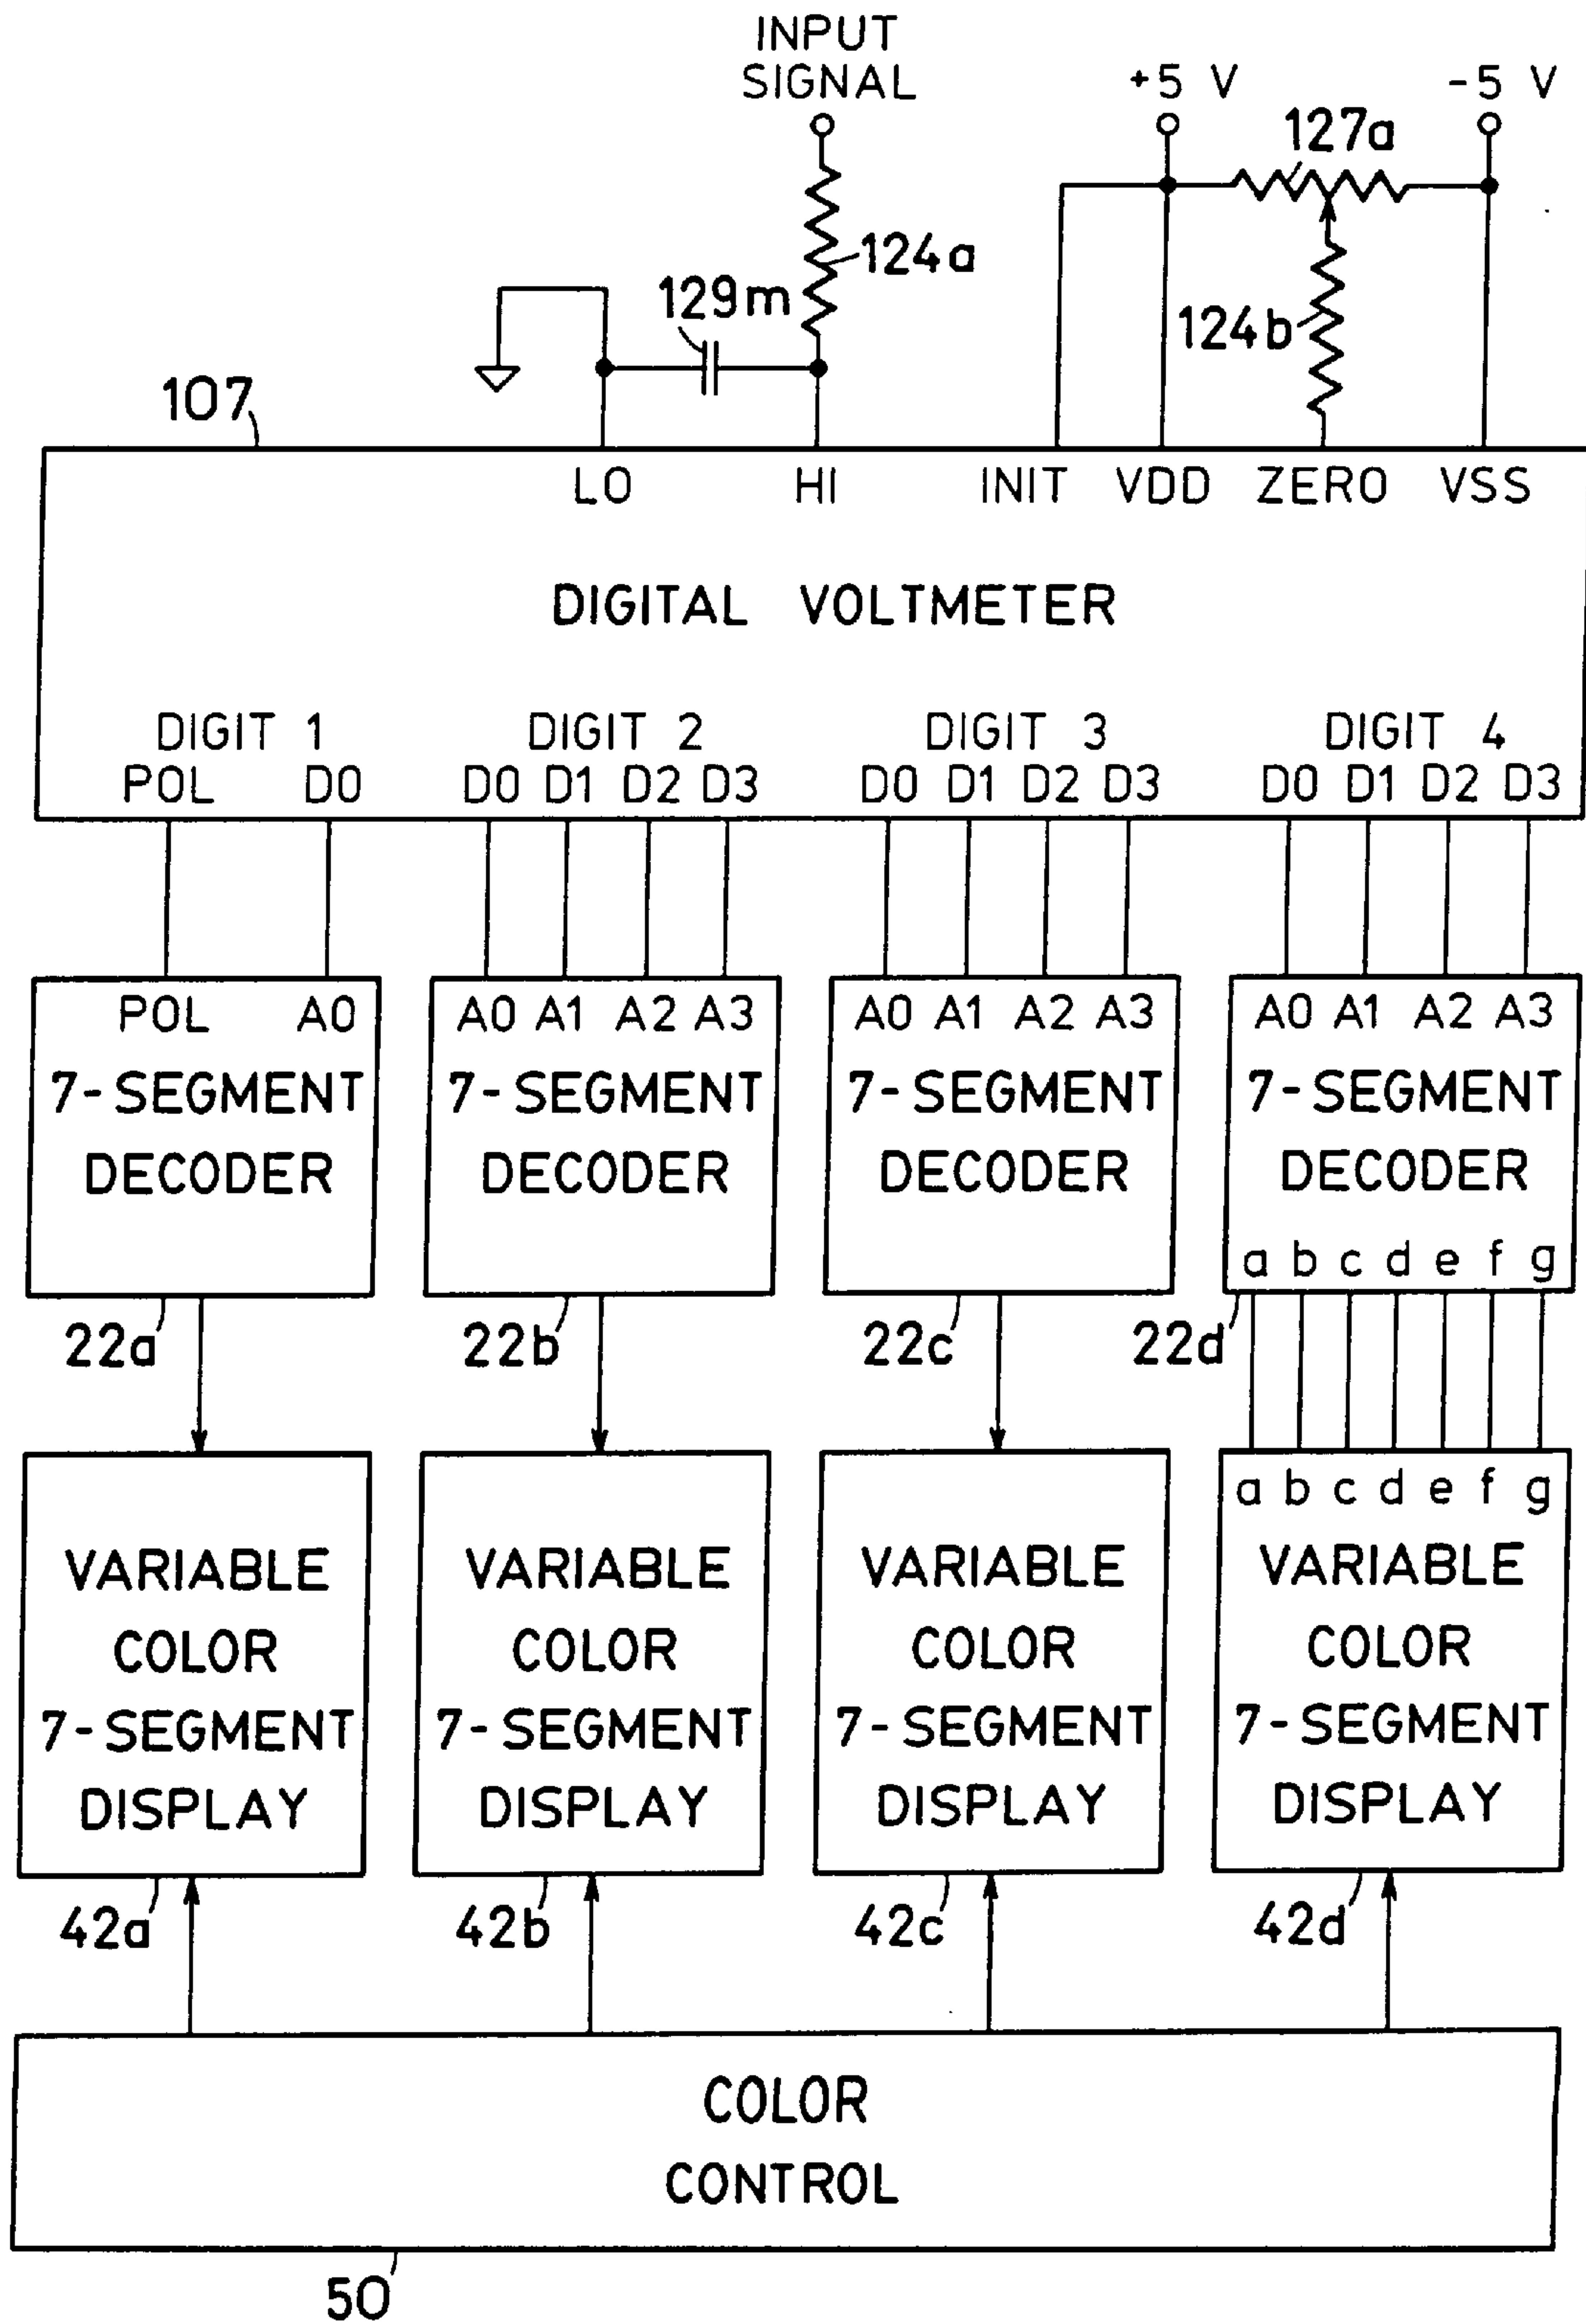 INPUT
SIGNAL
+5 V
-5 V
127a
124a
129m
124b
107
LO HI INIT VDD ZERO VSS
DIGITAL VOLTMETER
DIGIT 1 DIGIT 2 DIGIT 3 DIGIT 4
POL D0 D0 D1 D2 D3 D0 D1 D2 D3 D0 D1 D2 D3
POL A0 A0 A1 A2 A3 A0 A1 A2 A3 A0 A1 A2 A3
7-SEGMENT 7-SEGMENT 7-SEGMENT 7-SEGMENT
DECODER DECODER DECODER DECODER
a b c d e f g
22a 22b 22c 22d
a b c d e f g
VARIABLE VARIABLE VARIABLE VARIABLE
COLOR COLOR COLOR COLOR
7-SEGMENT 7-SEGMENT 7-SEGMENT 7-SEGMENT
DISPLAY DISPLAY DISPLAY DISPLAY
42a 42b 42c 42d
COLOR
CONTROL
50